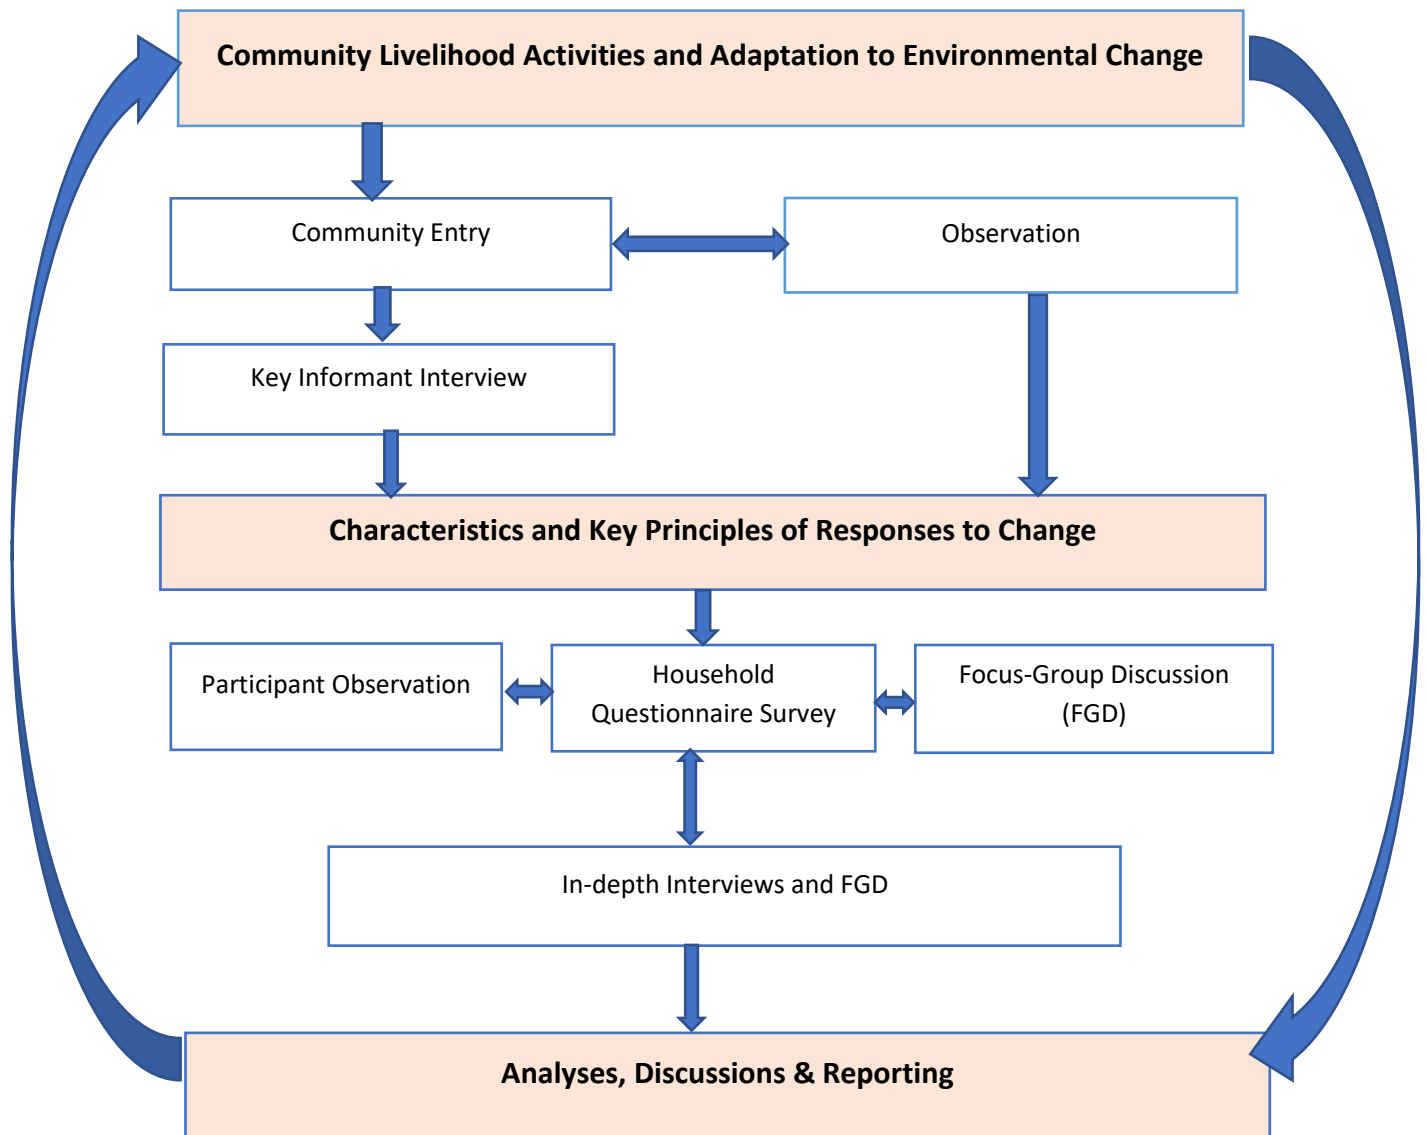 Community Livelihood Activities and Adaptation to Environmental Change
Community Entry
Observation
Key Informant Interview
Characteristics and Key Principles of Responses to Change
Participant Observation
Household
Questionnaire Survey
Focus-Group Discussion
(FGD)
In-depth Interviews and FGD
Analyses, Discussions & Reporting